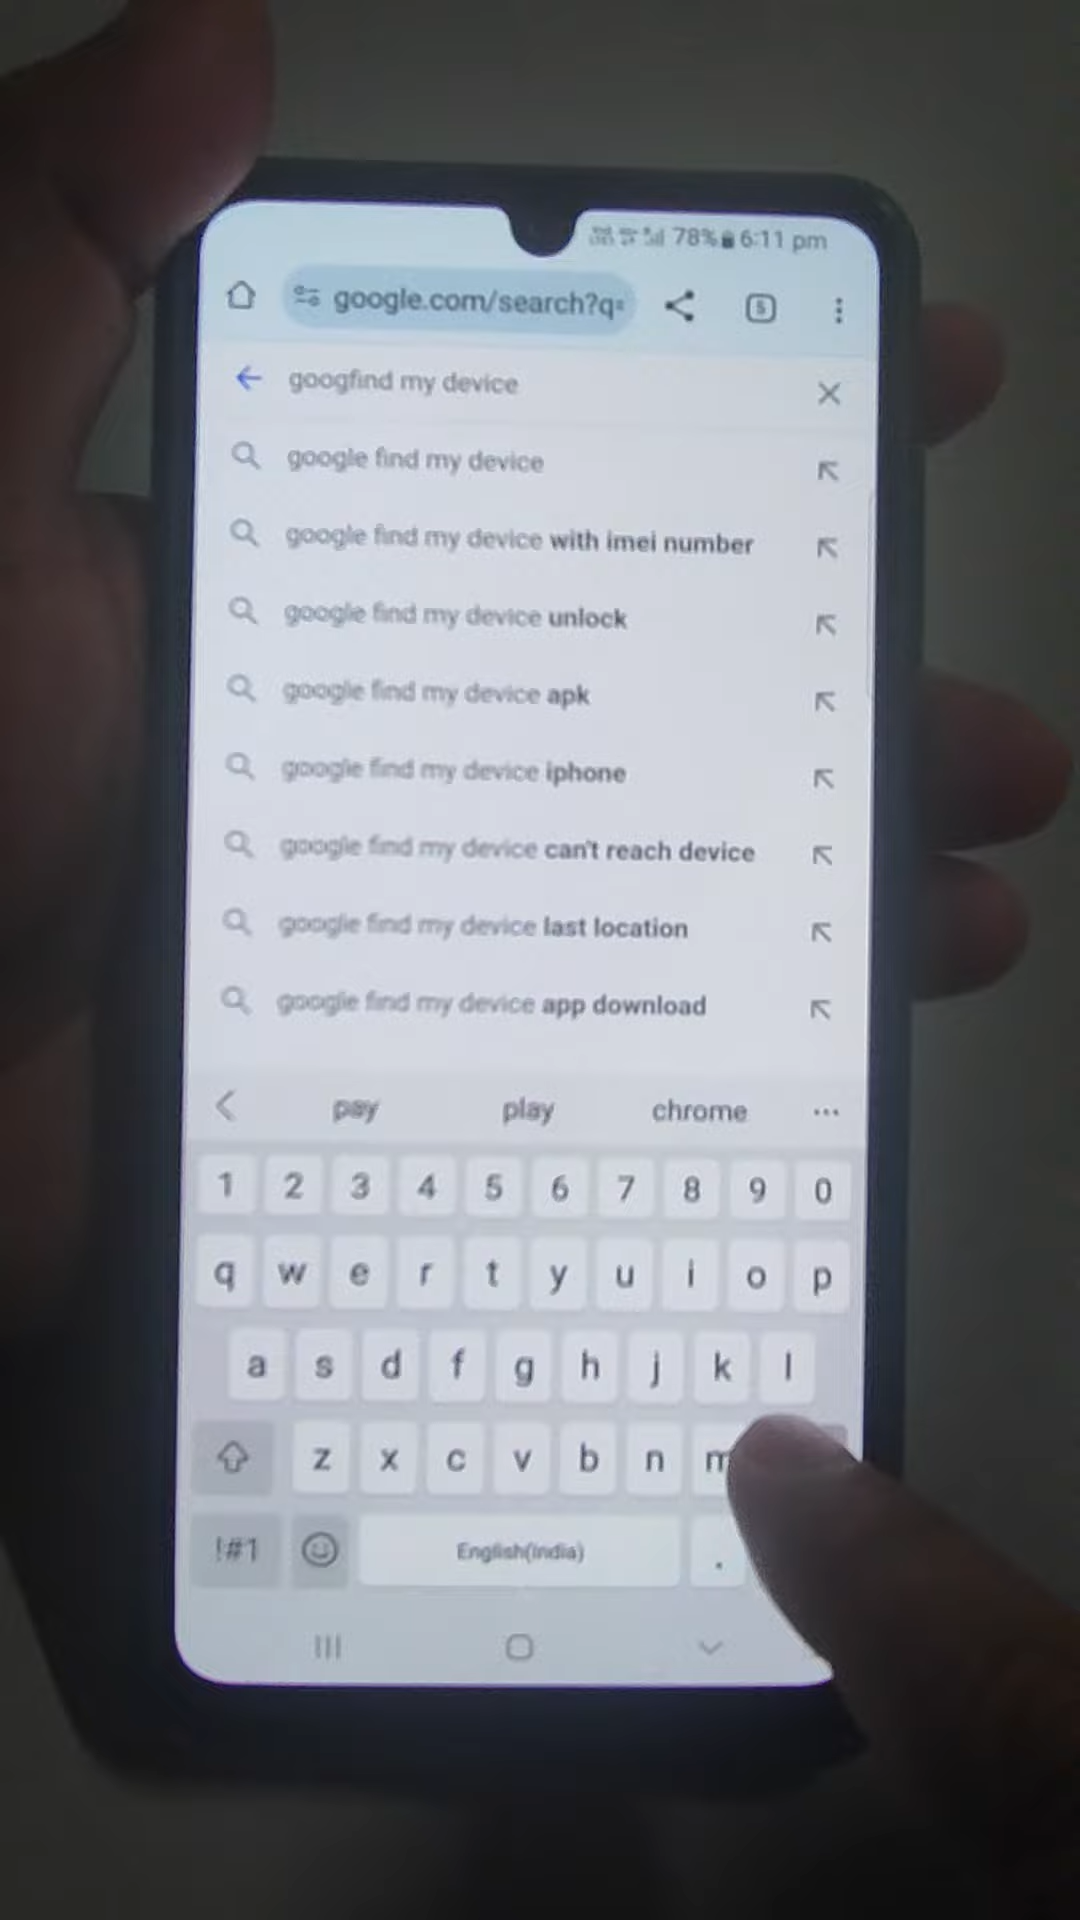 78% 6:11 pm
google.com/search?q=
5
googfind my device
google find my device
google find my device with imei number
google find my device unlock
google find my device apk
google find my device iphone
google find my device can't reach device
google find my device last location
google find my device app download
pay play chrome ...
1 2 3 4 5 6 7 8 9 0
q w e r t y u i o p
a s d f g h j k l
z x c v b n m
!#1 English(India) .